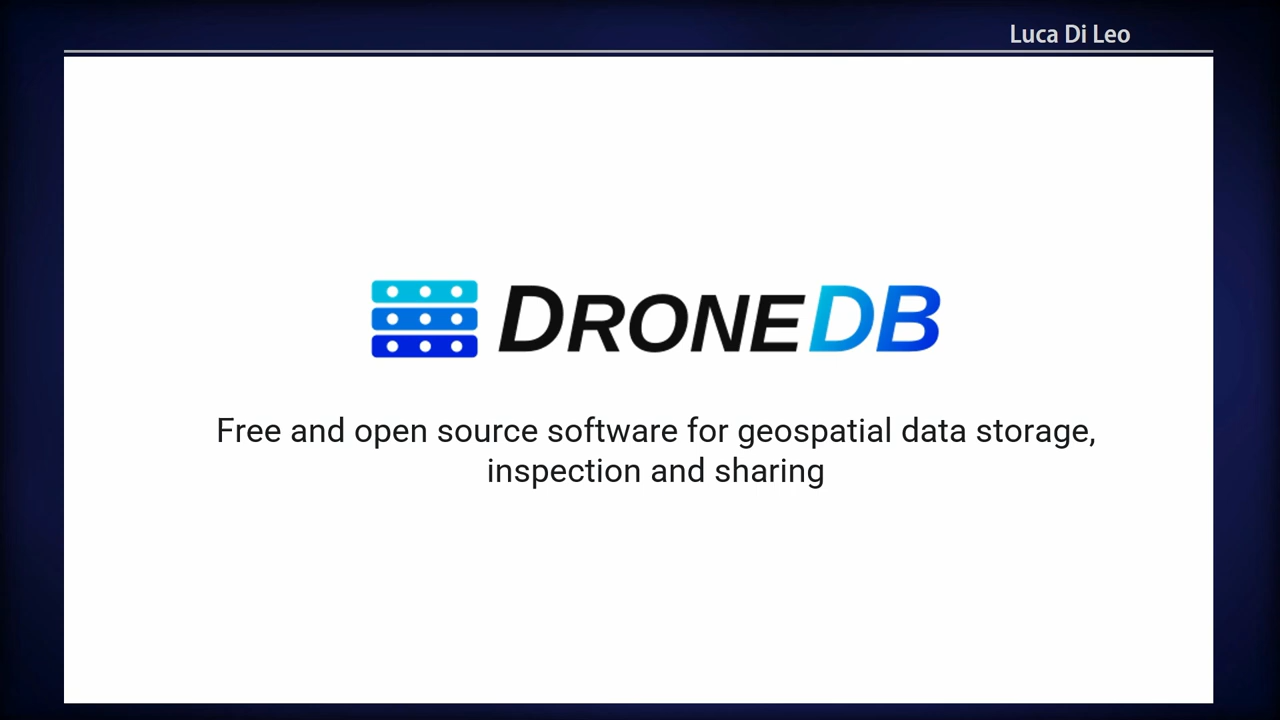 Luca Di Leo
DRONEDB
Free and open source software for geospatial data storage,
inspection and sharing